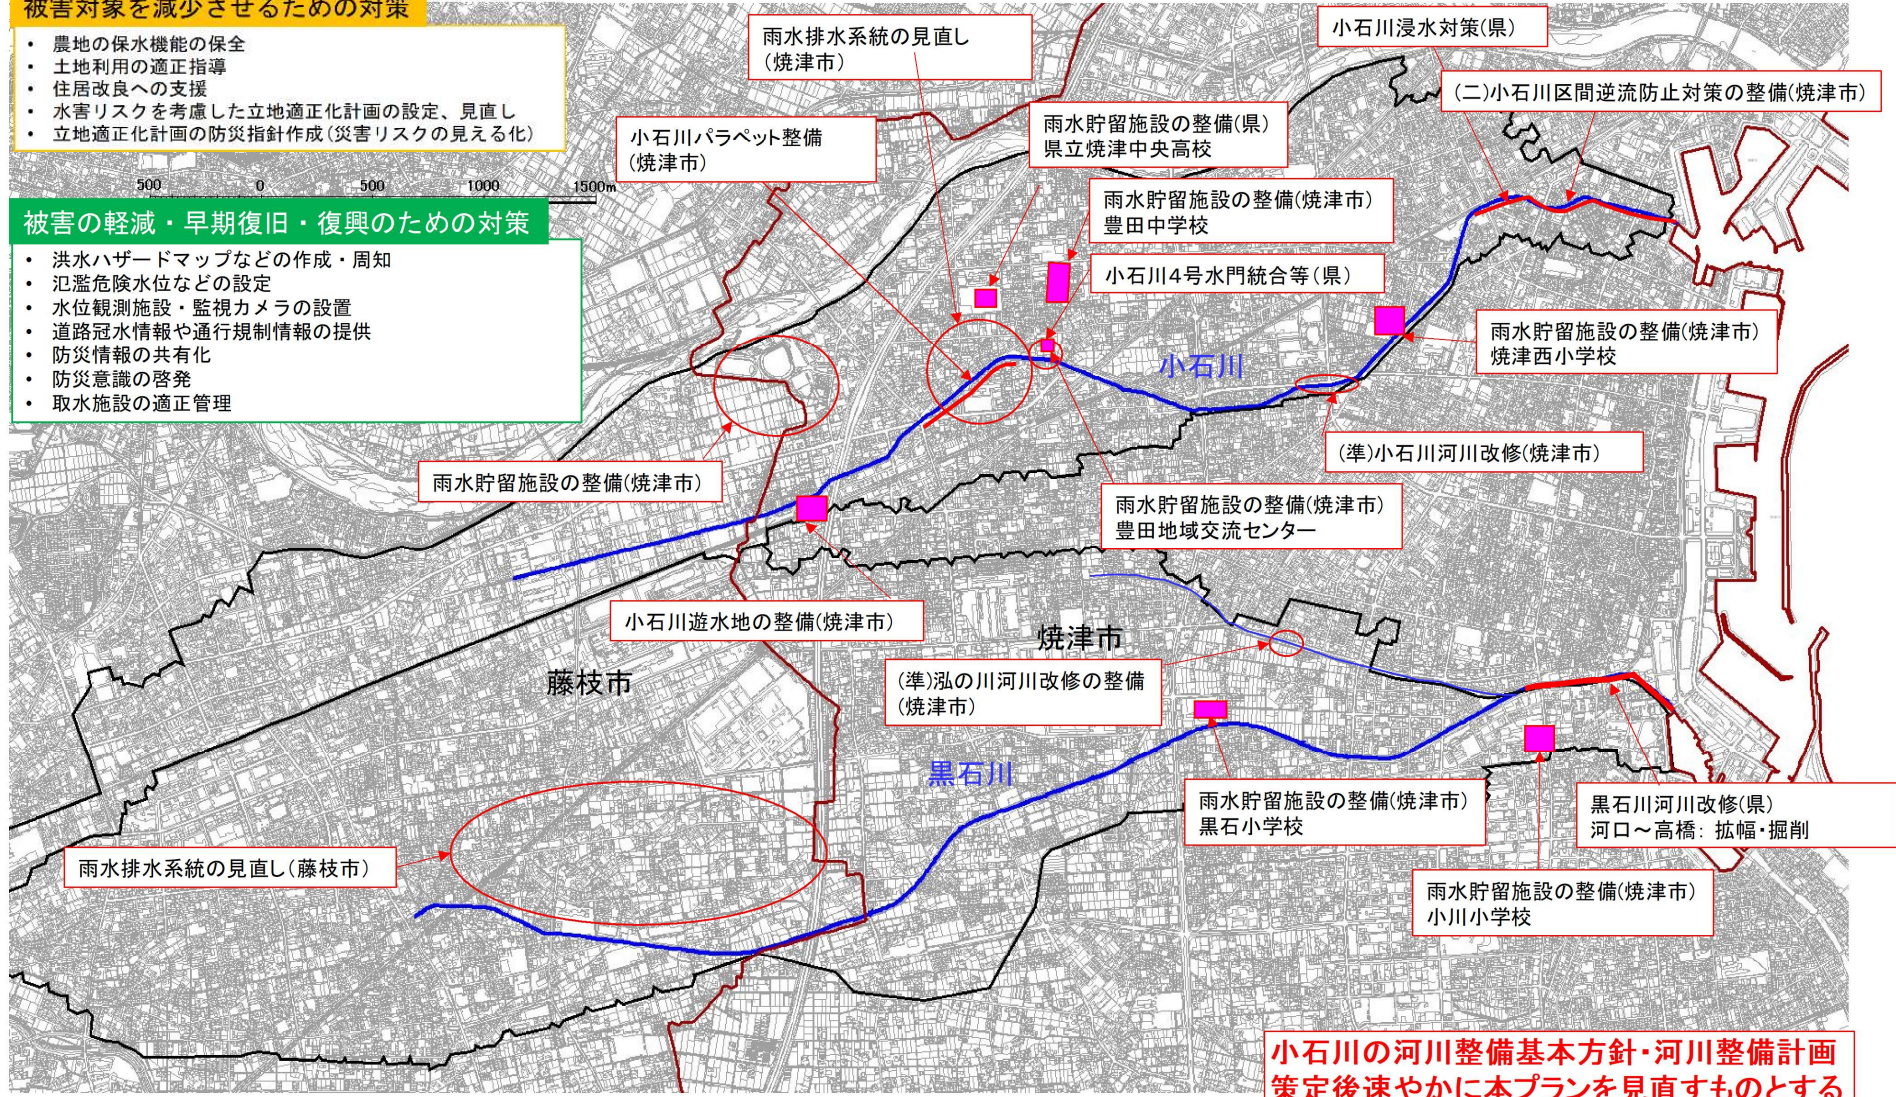 被害対象を減少させるための対策
• 農地の保水機能の保全
• 土地利用の適正指導
• 住居改良への支援
• 水害リスクを考慮した立地適正化計画の設定、見直し
• 立地適正化計画の防災指針作成(災害リスクの見える化)
500 0 500 1000 1500m
被害の軽減・早期復旧・復興のための対策
• 洪水ハザードマップなどの作成・周知
• 氾濫危険水位などの設定
• 水位観測施設・監視カメラの設置
• 道路冠水情報や通行規制情報の提供
• 防災情報の共有化
• 防災意識の啓発
• 取水施設の適正管理
雨水排水系統の見直し
(焼津市)
小石川浸水対策(県)
(二)小石川区間逆流防止対策の整備(焼津市)
小石川パラペット整備
(焼津市)
雨水貯留施設の整備(県)
県立焼津中央高校
雨水貯留施設の整備(焼津市)
豊田中学校
小石川4号水門統合等(県)
雨水貯留施設の整備(焼津市)
焼津西小学校
小石川
(準)小石川河川改修(焼津市)
雨水貯留施設の整備(焼津市)
雨水貯留施設の整備(焼津市)
豊田地域交流センター
小石川遊水地の整備(焼津市)
焼津市
藤枝市
(準)泓の川河川改修の整備
(焼津市)
黒石川
雨水貯留施設の整備(焼津市)
黒石小学校
黒石川河川改修(県)
河口~高橋: 拡幅・掘削
雨水排水系統の見直し(藤枝市)
雨水貯留施設の整備(焼津市)
小川小学校
小石川の河川整備基本方針・河川整備計画
策定後速やかに本プランを見直すものとする